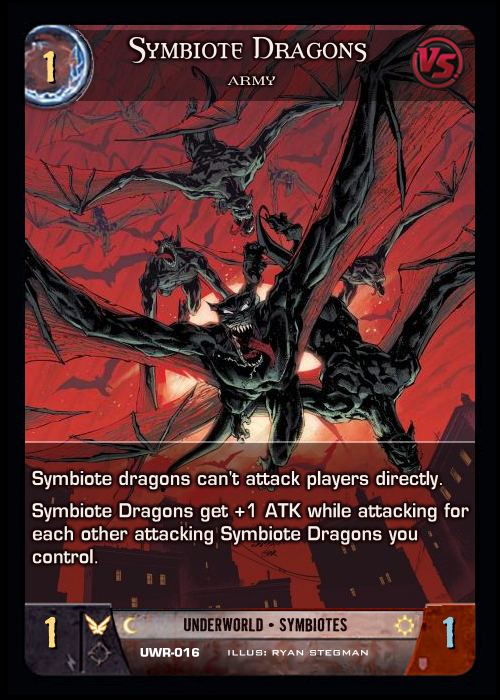 1
SYMBIOTE DRAGONS
VS
ARMY
Symbiote dragons can't attack players directly.
Symbiote Dragons get +1 ATK while attacking for
each other attacking Symbiote Dragons you
control.
1
UNDERWORLD • SYMBIOTES
1
UWR-016 ILLUS: RYAN STEGMAN